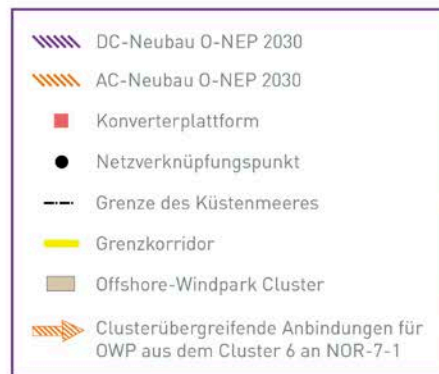 DC-Neubau O-NEP 2030
AC-Neubau O-NEP 2030
Konverterplattform
Netzverknüpfungspunkt
Grenze des Küstenmeeres
Grenzkorridor
Offshore-Windpark Cluster
Clusterübergreifende Anbindungen für
OWP aus dem Cluster 6 an NOR-7-1